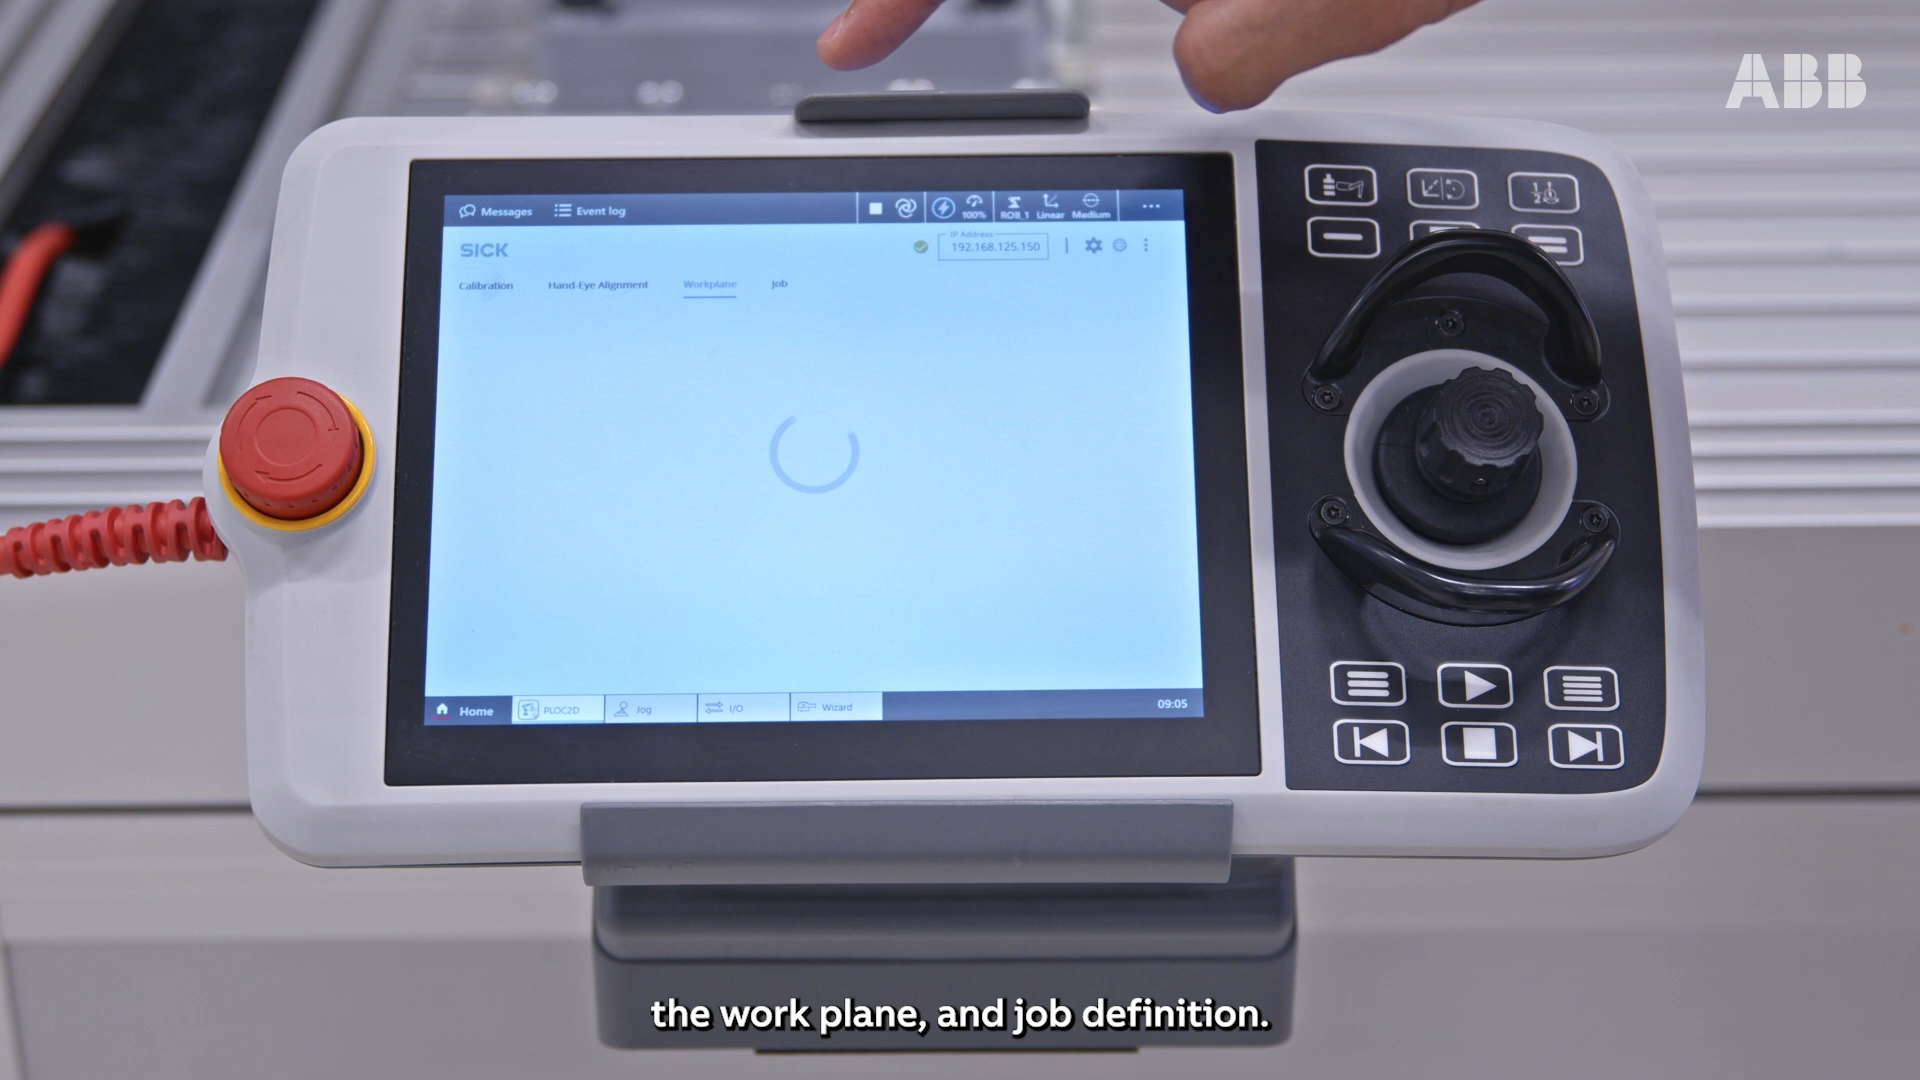 ABB
Messages Event log 100% ROB_1 Linear Medium ...
SICK IP Address 192.168.125.150
Calibration Hand-Eye Alignment Workplane Job
Home PLOC2D Jog I/O Wizard 09:05
the work plane, and job definition.